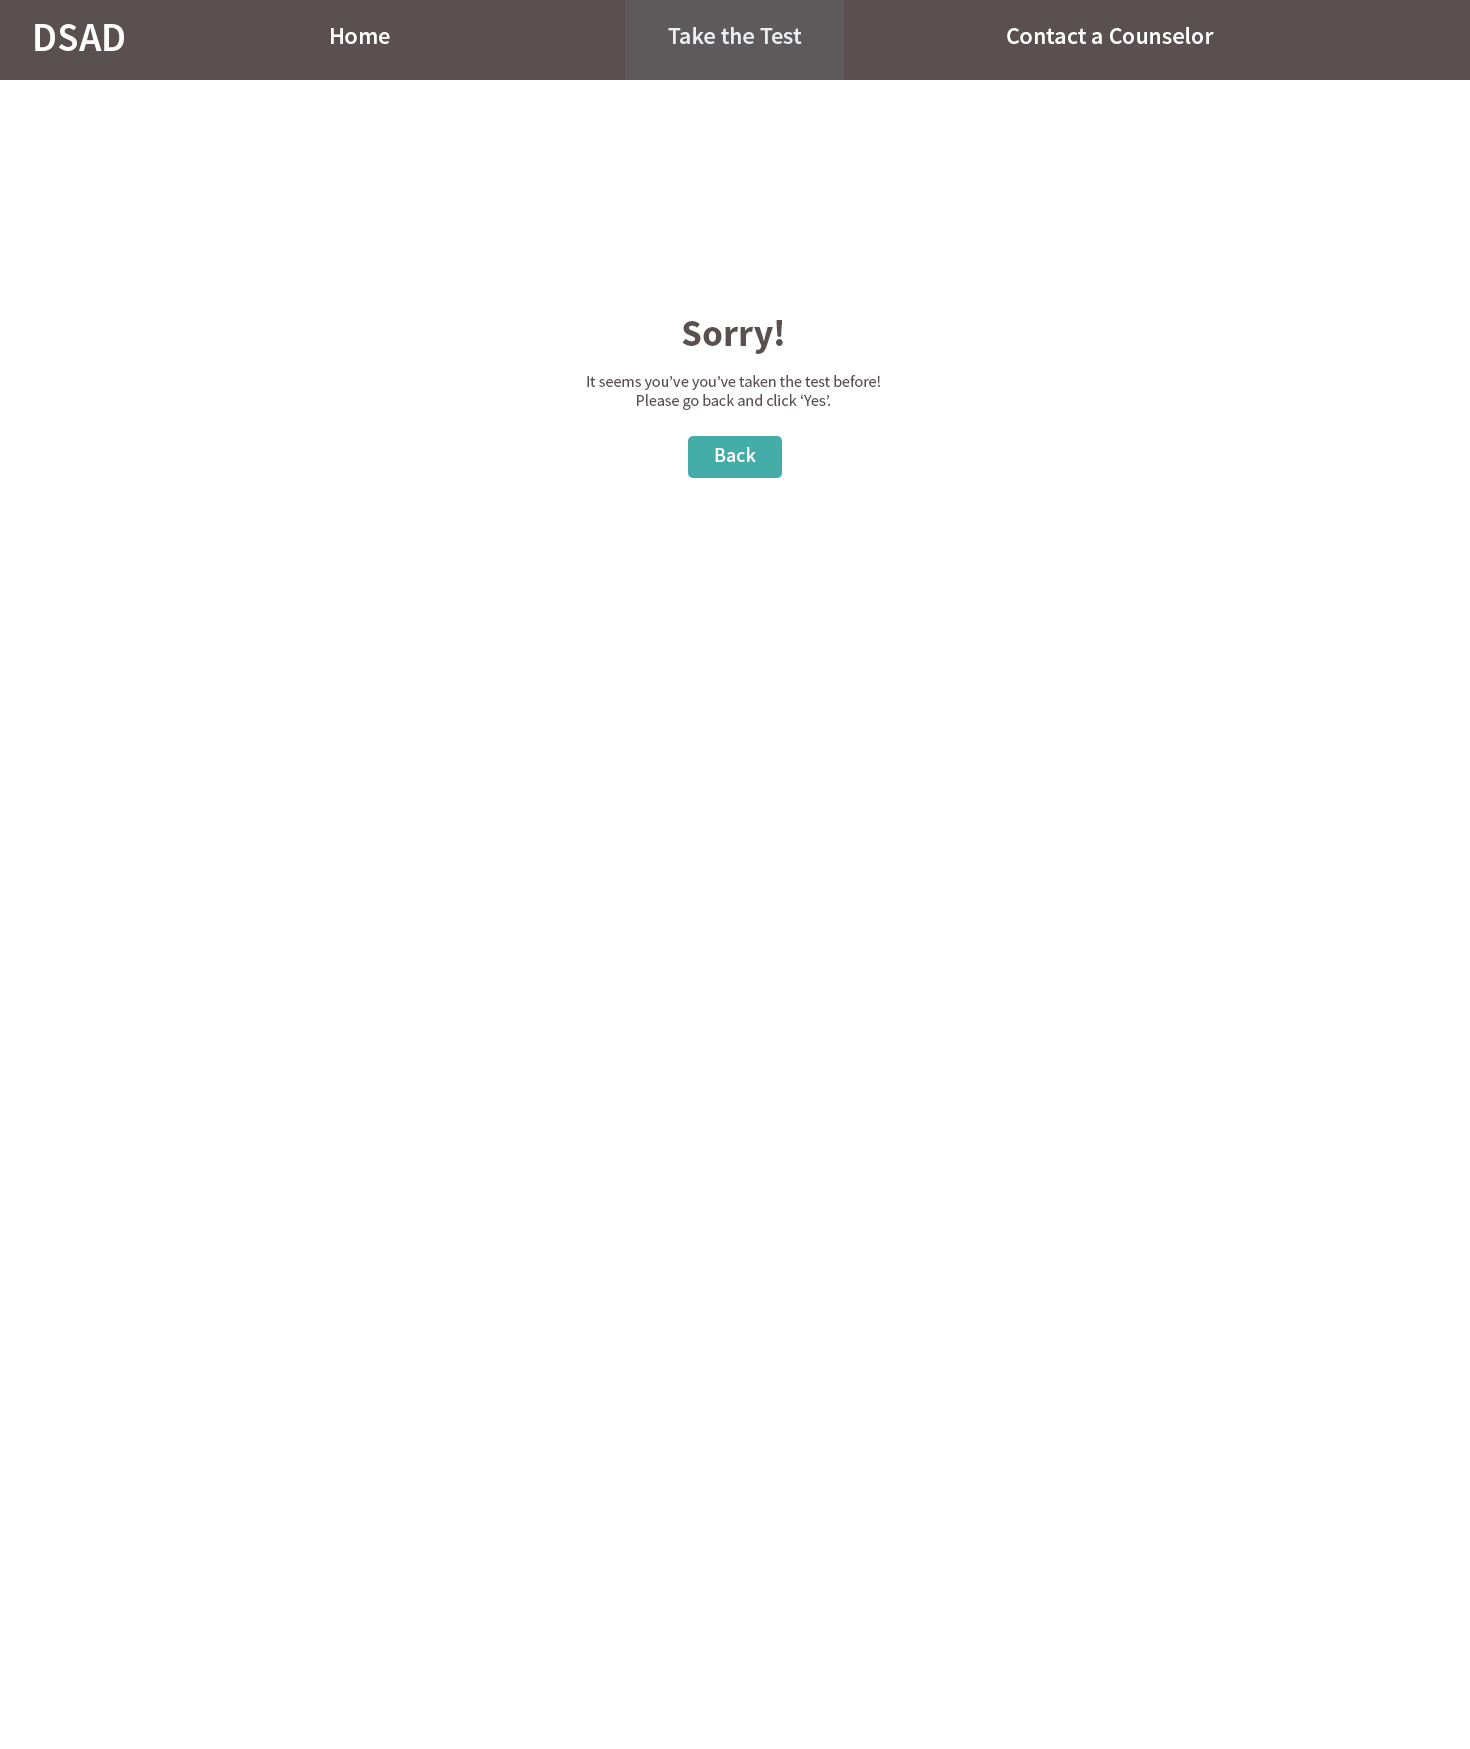 DSAD
Home
Take the Test
Contact a Counselor
Sorry!
It seems you’ve you’ve taken the test before!
Please go back and click ‘Yes’.
Back